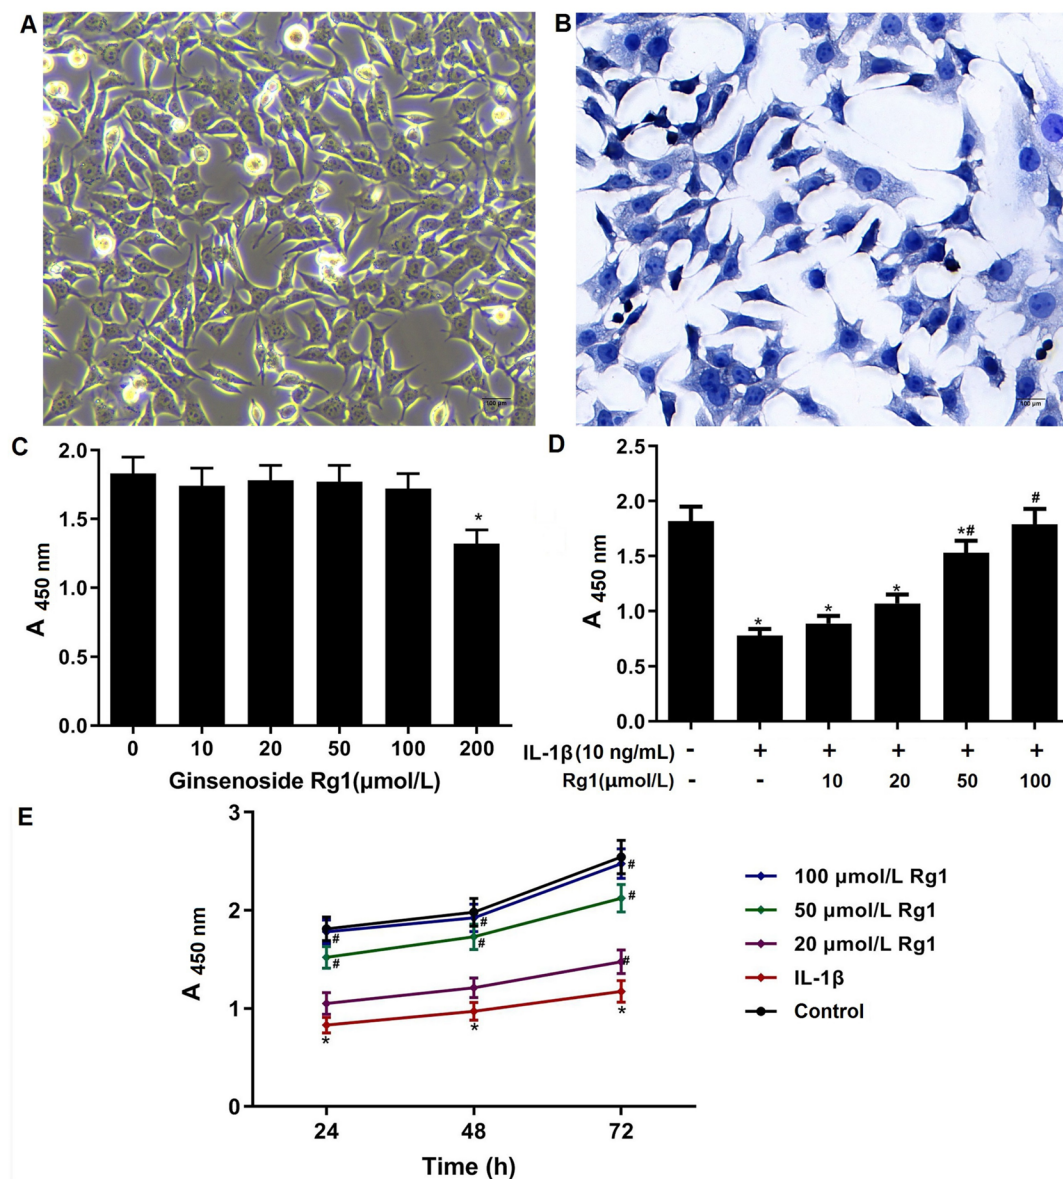 A
B
100 µm
100 µm
C
2.0
1.5
1.0
0.5
0.0
A 450 nm
0 10 20 50 100 200
*
Ginsenoside Rg1(µmol/L)
D
2.5
2.0
1.5
1.0
0.5
0.0
A 450 nm
* * * *# #
IL-1β(10 ng/mL) - + + + + +
Rg1(µmol/L) - - 10 20 50 100
E
3
2
1
0
A 450 nm
# # #
# # #
#
* * *
24 48 72
Time (h)
100 µmol/L Rg1
50 µmol/L Rg1
20 µmol/L Rg1
IL-1β
Control